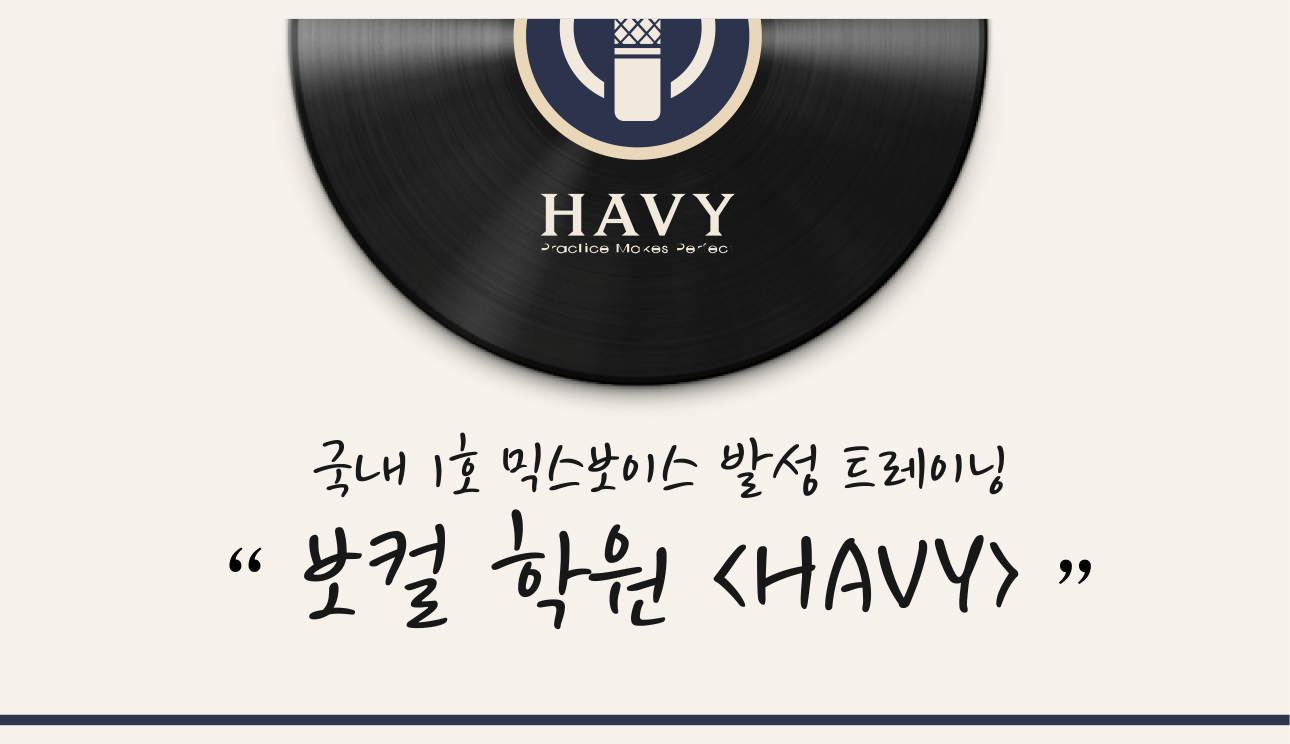 HAVY
Practice Makes Perfect
국내 1호 믹스보이스 발성 트레이닝
“ 보컬 학원 <HAVY> ”